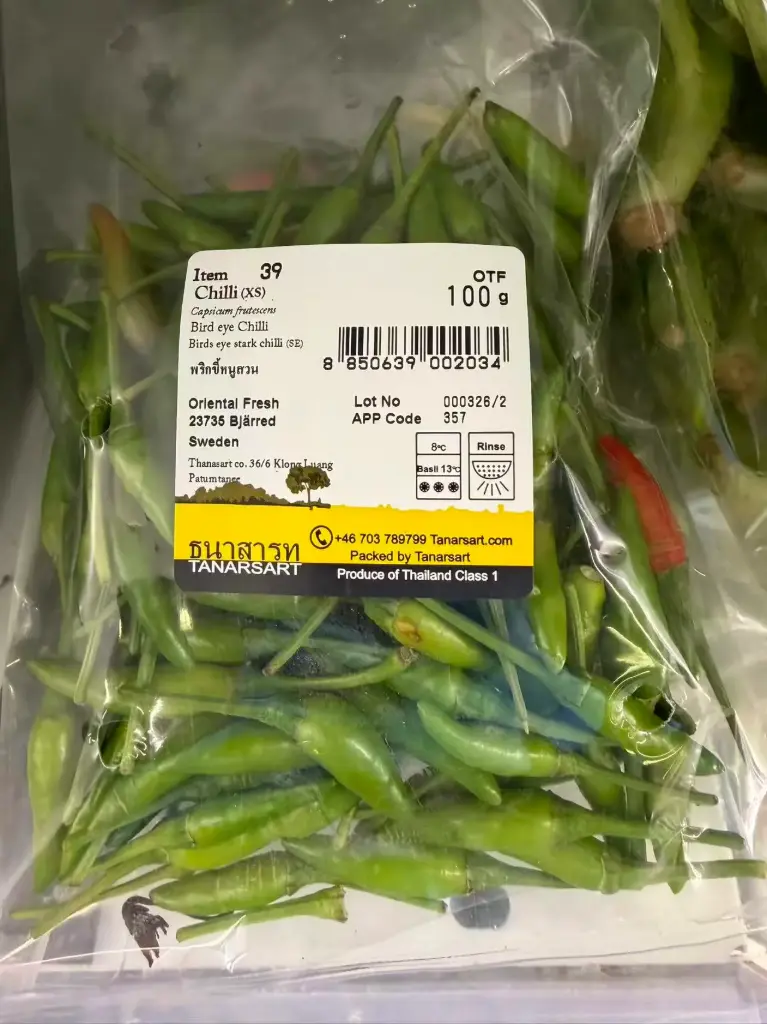 Item 39
OTF
Chilli (XS)
100 g
Capsicum frutescens
Bird eye Chilli
Birds eye stark chilli (SE)
พริกขี้หนูสวน
8 850639 002034
Oriental Fresh
23735 Bjärred
Sweden
Lot No 000326/2
APP Code 357
8°C
Basil 13°C
Rinse
Thanasart co. 36/6 Klong Luang
Patumtanee
ธนาสารท
TANARSART
+46 703 789799 Tanarsart.com
Packed by Tanarsart
Produce of Thailand Class 1